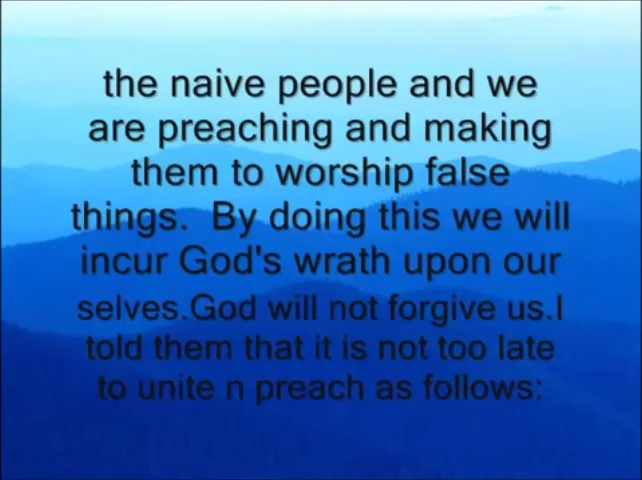 the naive people and we
are preaching and making
them to worship false
things.  By doing this we will
incur God's wrath upon our
selves.God will not forgive us.I
told them that it is not too late
to unite n preach as follows: